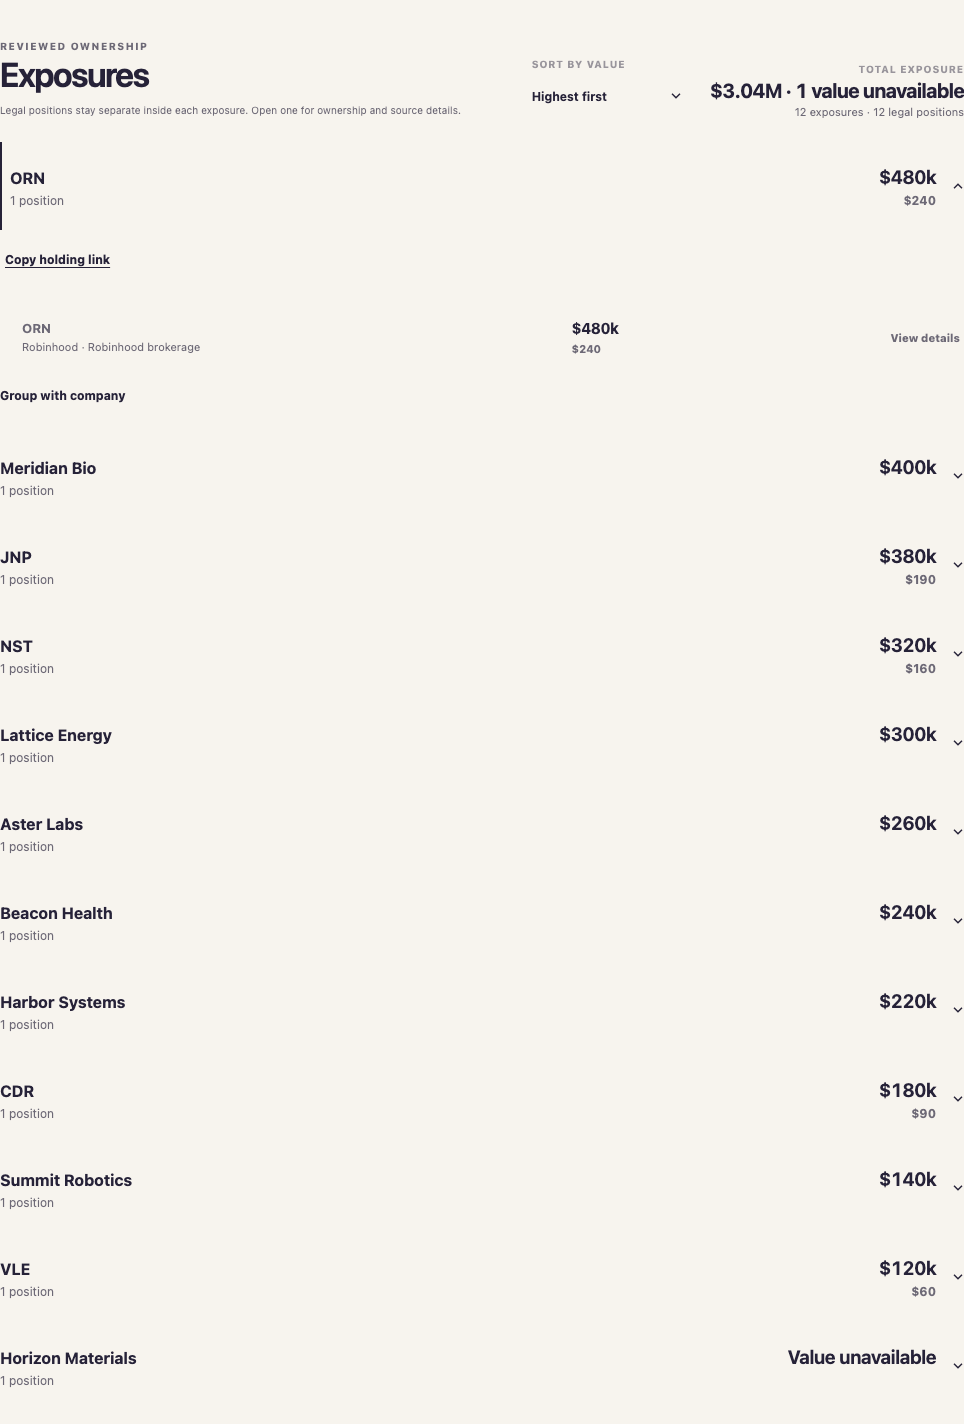 REVIEWED OWNERSHIP
Exposures
Legal positions stay separate inside each exposure. Open one for ownership and source details.
SORT BY VALUE
Highest first
TOTAL EXPOSURE
$3.04M · 1 value unavailable
12 exposures · 12 legal positions
ORN
1 position
$480k
$240
Copy holding link
ORN
Robinhood · Robinhood brokerage
$480k
$240
View details
Group with company
Meridian Bio
1 position
$400k
JNP
1 position
$380k
$190
NST
1 position
$320k
$160
Lattice Energy
1 position
$300k
Aster Labs
1 position
$260k
Beacon Health
1 position
$240k
Harbor Systems
1 position
$220k
CDR
1 position
$180k
$90
Summit Robotics
1 position
$140k
VLE
1 position
$120k
$60
Horizon Materials
1 position
Value unavailable